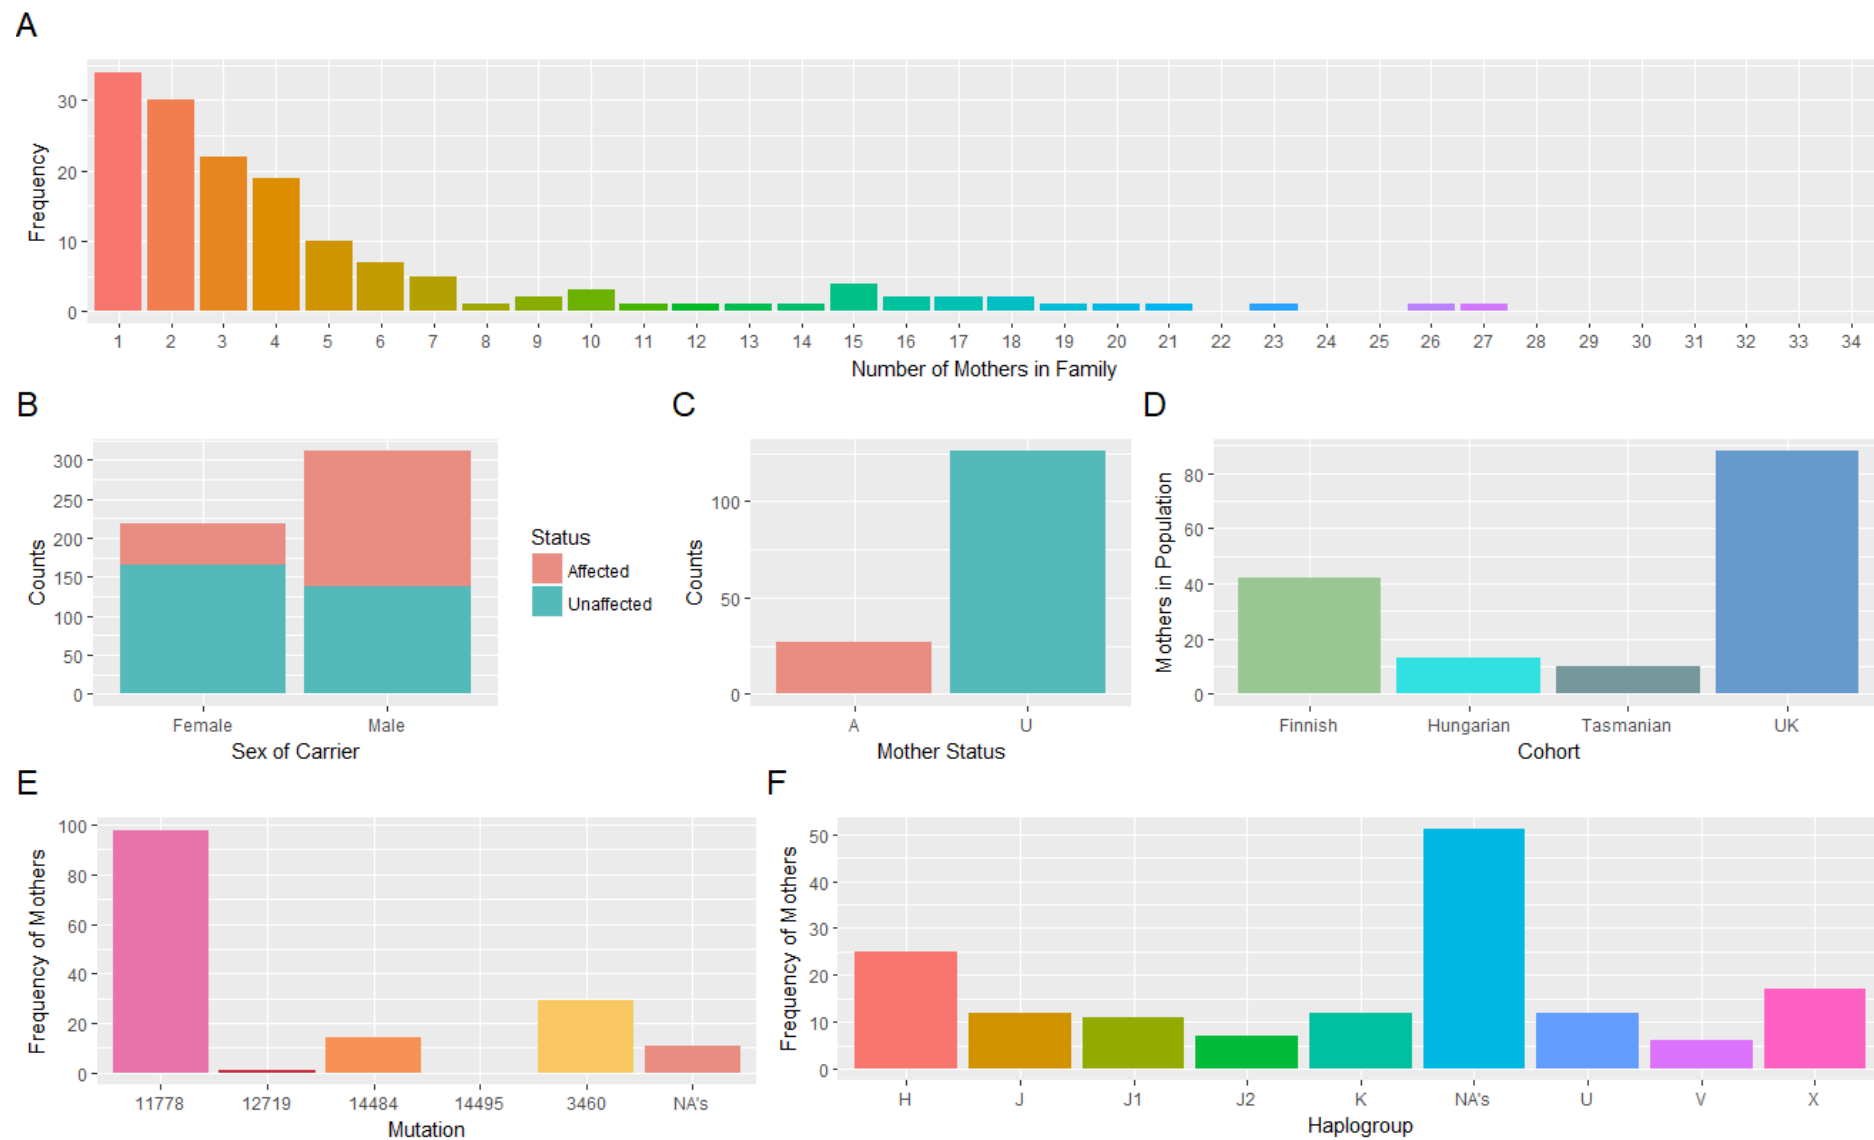 A
Frequency
30
20
10
0
1 2 3 4 5 6 7 8 9 10 11 12 13 14 15 16 17 18 19 20 21 22 23 24 25 26 27 28 29 30 31 32 33 34
Number of Mothers in Family
B
Counts
300
250
200
150
100
50
0
Female Male
Sex of Carrier
Status
Affected
Unaffected
C
Counts
100
50
0
A U
Mother Status
D
Mothers in Population
80
60
40
20
0
Finnish Hungarian Tasmanian UK
Cohort
E
Frequency of Mothers
100
80
60
40
20
0
11778 12719 14484 14495 3460 NA's
Mutation
F
Frequency of Mothers
50
40
30
20
10
0
H J J1 J2 K NA's U V X
Haplogroup